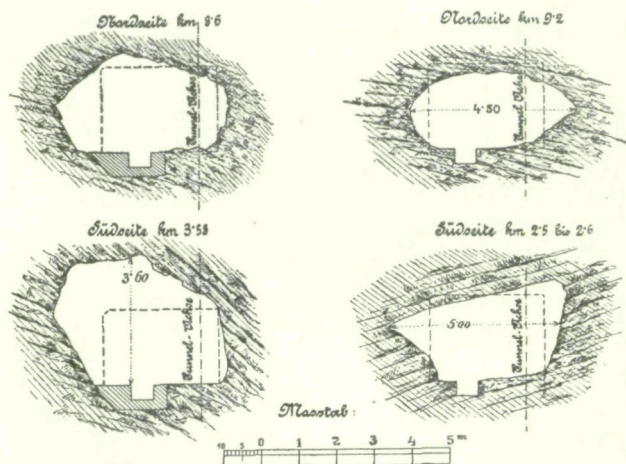 Nordseite km 8·6
Nordseite km 9·2
Tunnel-Achse
4·50
Tunnel Achse
Südseite km 3·53
Südseite km 2·5 bis 2·6
3·60
Tunnel-Achse
5·00
Tunnel-Achse
Masstab:
10 5 0 1 2 3 4 5 m